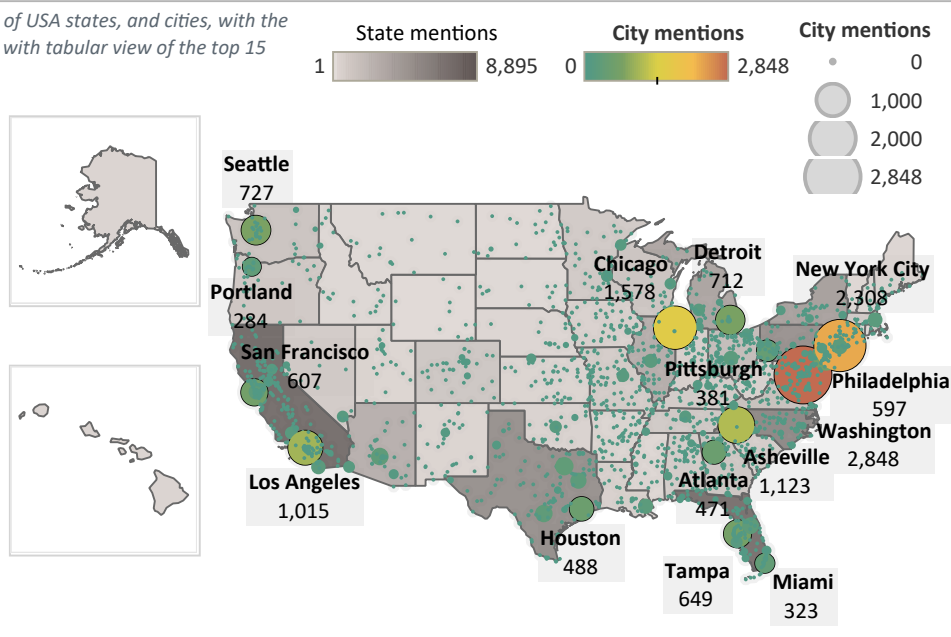 of USA states, and cities, with the
with tabular view of the top 15
State mentions
1
8,895
City mentions
0
2,848
City mentions
0
1,000
2,000
2,848
Seattle
727
Portland
284
San Francisco
607
Los Angeles
1,015
Chicago
1,578
Detroit
712
New York City
2,308
Pittsburgh
381
Philadelphia
597
Washington
2,848
Asheville
1,123
Atlanta
471
Houston
488
Tampa
649
Miami
323